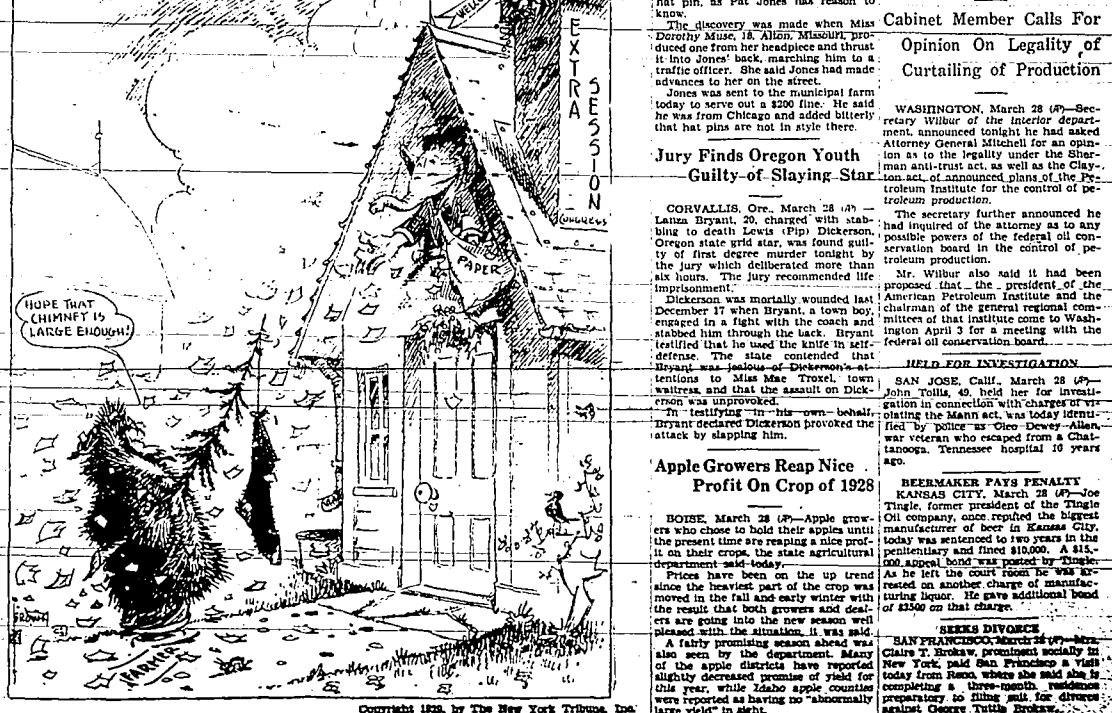 WELCOME
EXTRA
SESSION
CONGRESS
PAPER
HOPE THAT
CHIMNEY IS
LARGE ENOUGH!
BROWN
FARMER
Copyright 1929, by The New York Tribune, Inc.
hat pin, as Pat Jones has reason to
know.
The discovery was made when Miss
Dorothy Muse, 18, Alton, Missouri, pro-
duced one from her headpiece and thrust
it into Jones' back, marching him to a
traffic officer. She said Jones had made
advances to her on the street.
Jones was sent to the municipal farm
today to serve out a $200 fine. He said
he was from Chicago and added bitterly
that hat pins are not in style there.
Jury Finds Oregon Youth
Guilty of Slaying Star
CORVALLIS, Ore., March 28 (AP) —
Lanza Bryant, 20, charged with stab-
bing to death Lewis (Pip) Dickerson,
Oregon state grid star, was found guil-
ty of first degree murder tonight by
the jury which deliberated more than
six hours. The jury recommended life
imprisonment.
Dickerson was mortally wounded last
December 17 when Bryant, a town boy,
engaged in a fight with the coach and
stabbed him through the back. Bryant
testified that he used the knife in self-
defense. The state contended that
Bryant was jealous of Dickerson's at-
tentions to Miss Mae Troxel, town
waitress, and that the assault on Dick-
erson was unprovoked.
In testifying in his own behalf,
Bryant declared Dickerson provoked the
attack by slapping him.
Apple Growers Reap Nice
Profit On Crop of 1928
BOISE, March 28 (AP)—Apple grow-
ers who chose to hold their apples until
the present time are reaping a nice prof-
it on their crops, the state agricultural
department said today.
Prices have been on the up trend
since the heaviest part of the crop was
moved in the fall and early winter with
the result that both growers and deal-
ers are going into the new season well
pleased with the situation, it was said.
A fairly promising season ahead was
also seen by the department. Many
of the apple districts have reported
slightly decreased promise of yield for
this year, while Idaho apple counties
were reported as having no "abnormally
large yield" in sight.
Cabinet Member Calls For
Opinion On Legality of
Curtailing of Production
WASHINGTON, March 28 (AP)—Sec-
retary Wilbur of the interior depart-
ment, announced tonight he had asked
Attorney General Mitchell for an opin-
ion as to the legality under the Sher-
man anti-trust act, as well as the Clay-
ton act, of announced plans of the Pe-
troleum Institute for the control of pe-
troleum production.
The secretary further announced he
had inquired of the attorney as to any
possible powers of the federal oil con-
servation board in the control of pe-
troleum production.
Mr. Wilbur also said it had been
proposed that the president of the
American Petroleum Institute and the
chairman of the general regional com-
mittees of that institute come to Wash-
ington April 3 for a meeting with the
federal oil conservation board.
HELD FOR INVESTIGATION
SAN JOSE, Calif., March 28 (AP)—
John Tollis, 49, held her for investi-
gation in connection with charges of vi-
olating the Mann act, was today identi-
fied by police as Oleo Dewey Allen,
war veteran who escaped from a Chat-
tanooga, Tennessee hospital 10 years
ago.
BEERMAKER PAYS PENALTY
KANSAS CITY, March 28 (AP)—Joe
Tingle, former president of the Tingle
Oil company, once reputed the biggest
manufacturer of beer in Kansas City,
today was sentenced to two years in the
penitentiary and fined $10,000. A $15,-
000 appeal bond was posted by Tingle.
As he left the court room he was ar-
rested on another charge of manufac-
turing liquor. He gave additional bond
of $3500 on that charge.
SEEKS DIVORCE
SAN FRANCISCO, March 28 (AP)—Mrs.
Claire T. Brokaw, prominent socially in
New York, paid San Francisco a visit
today from Reno, where she said she is
completing a three-month residence
preparatory to filing suit for divorce
against George Tuttle Brokaw.